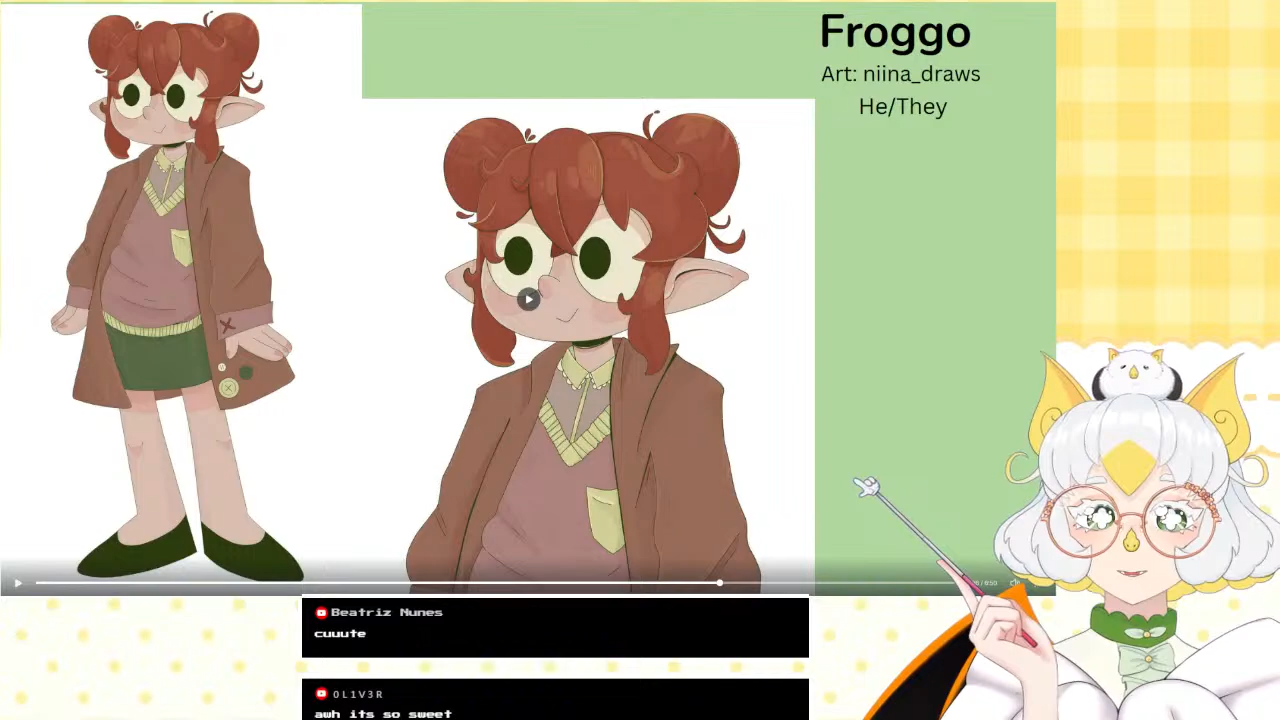 Froggo
Art: niina_draws
He/They
Beatriz Nunes
cuuute
0L1V3R
awh its so sweet